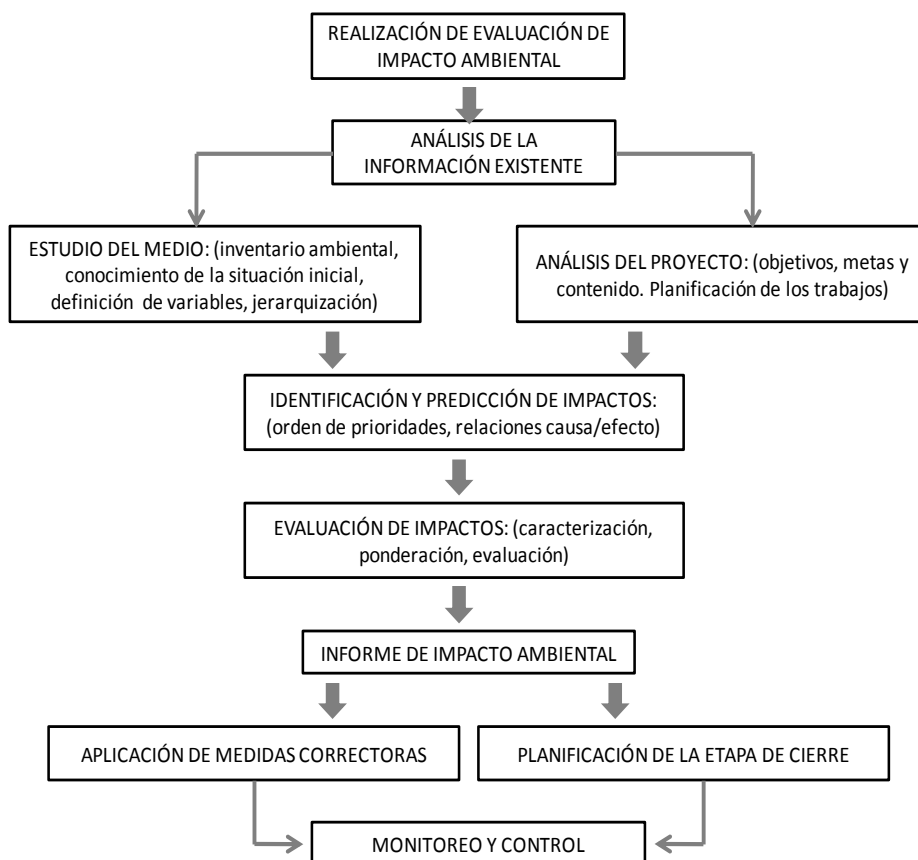 REALIZACIÓN DE EVALUACIÓN DE
IMPACTO AMBIENTAL
ANÁLISIS DE LA
INFORMACIÓN EXISTENTE
ESTUDIO DEL MEDIO: (inventario ambiental,
conocimiento de la situación inicial,
definición de variables, jerarquización)
ANÁLISIS DEL PROYECTO: (objetivos, metas y
contenido. Planificación de los trabajos)
IDENTIFICACIÓN Y PREDICCIÓN DE IMPACTOS:
(orden de prioridades, relaciones causa/efecto)
EVALUACIÓN DE IMPACTOS: (caracterización,
ponderación, evaluación)
INFORME DE IMPACTO AMBIENTAL
APLICACIÓN DE MEDIDAS CORRECTORAS
PLANIFICACIÓN DE LA ETAPA DE CIERRE
MONITOREO Y CONTROL